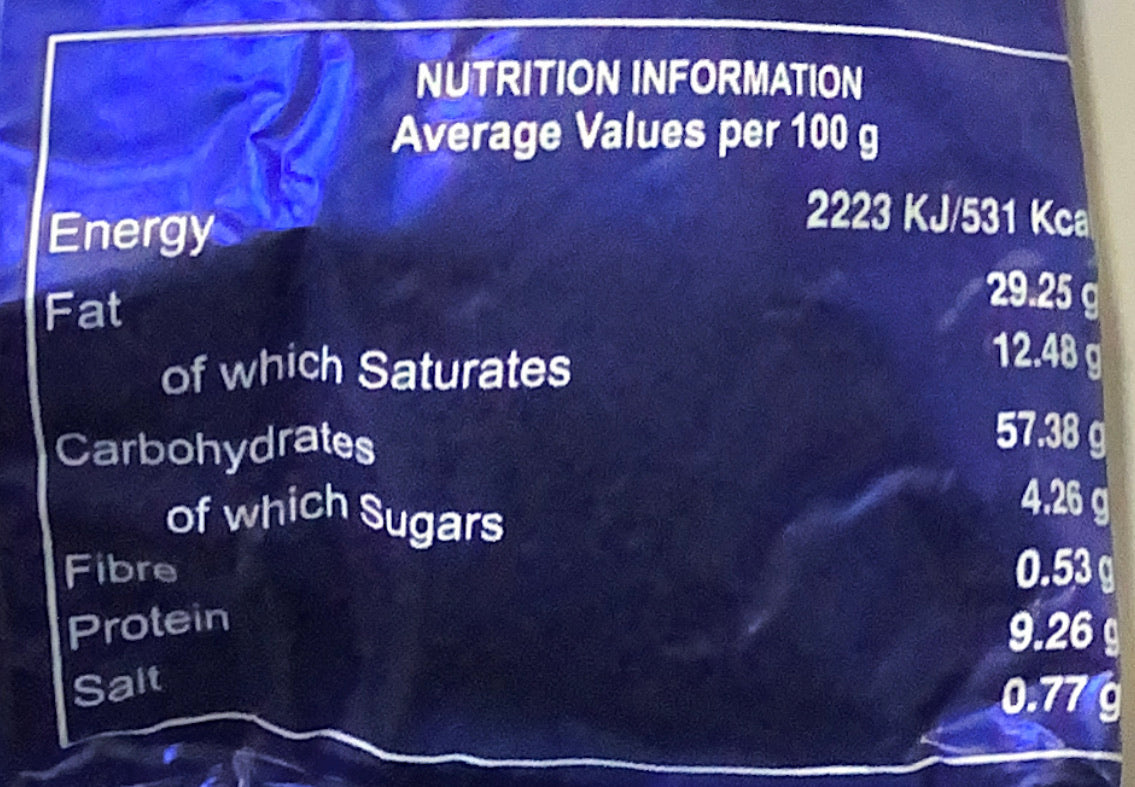 NUTRITION INFORMATION
Average Values per 100 g
Energy 2223 KJ/531 Kcal
Fat 29.25 g
of which Saturates 12.48 g
Carbohydrates 57.38 g
of which Sugars 4.26 g
Fibre 0.53 g
Protein 9.26 g
Salt 0.77 g